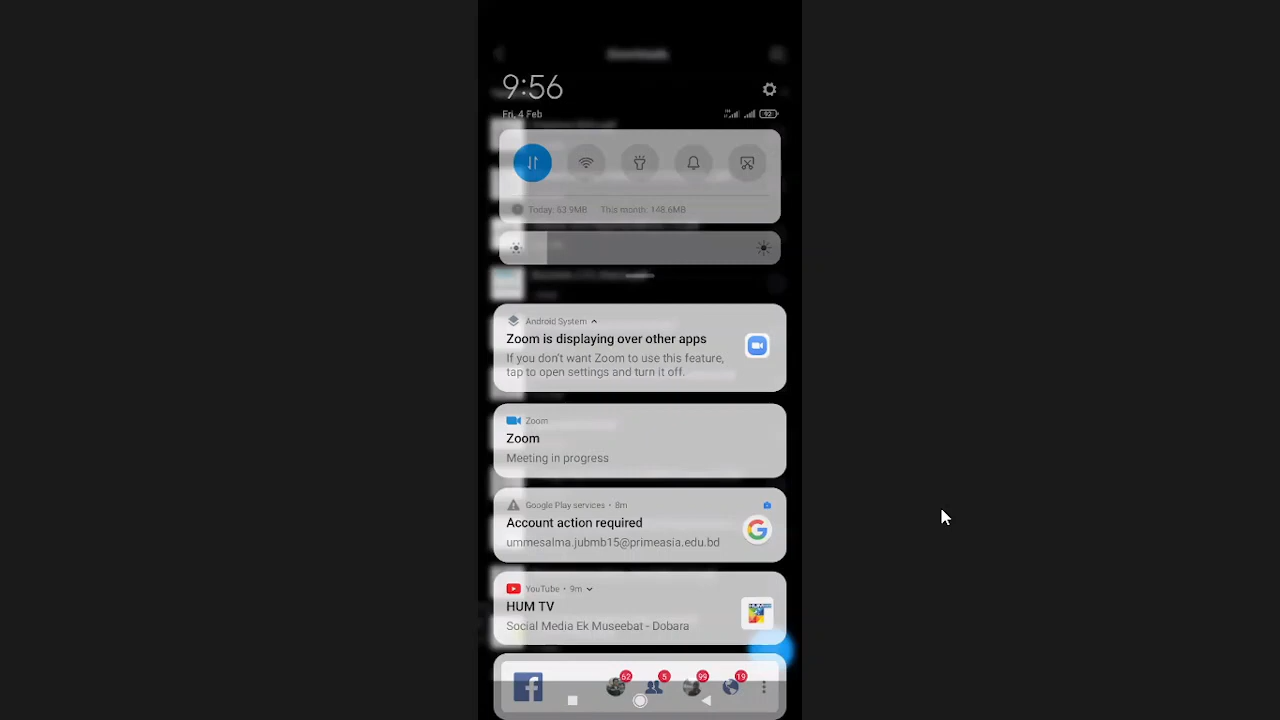 9:56
Fri, 4 Feb
92
Today: 63.9MB This month: 148.6MB
Android System
Zoom is displaying over other apps
If you don't want Zoom to use this feature,
tap to open settings and turn it off.
Zoom
Zoom
Meeting in progress
Google Play services • 8m
Account action required
ummesalma.jubmb15@primeasia.edu.bd
YouTube • 9m
HUM TV
Social Media Ek Museebat - Dobara
62 5 99 19